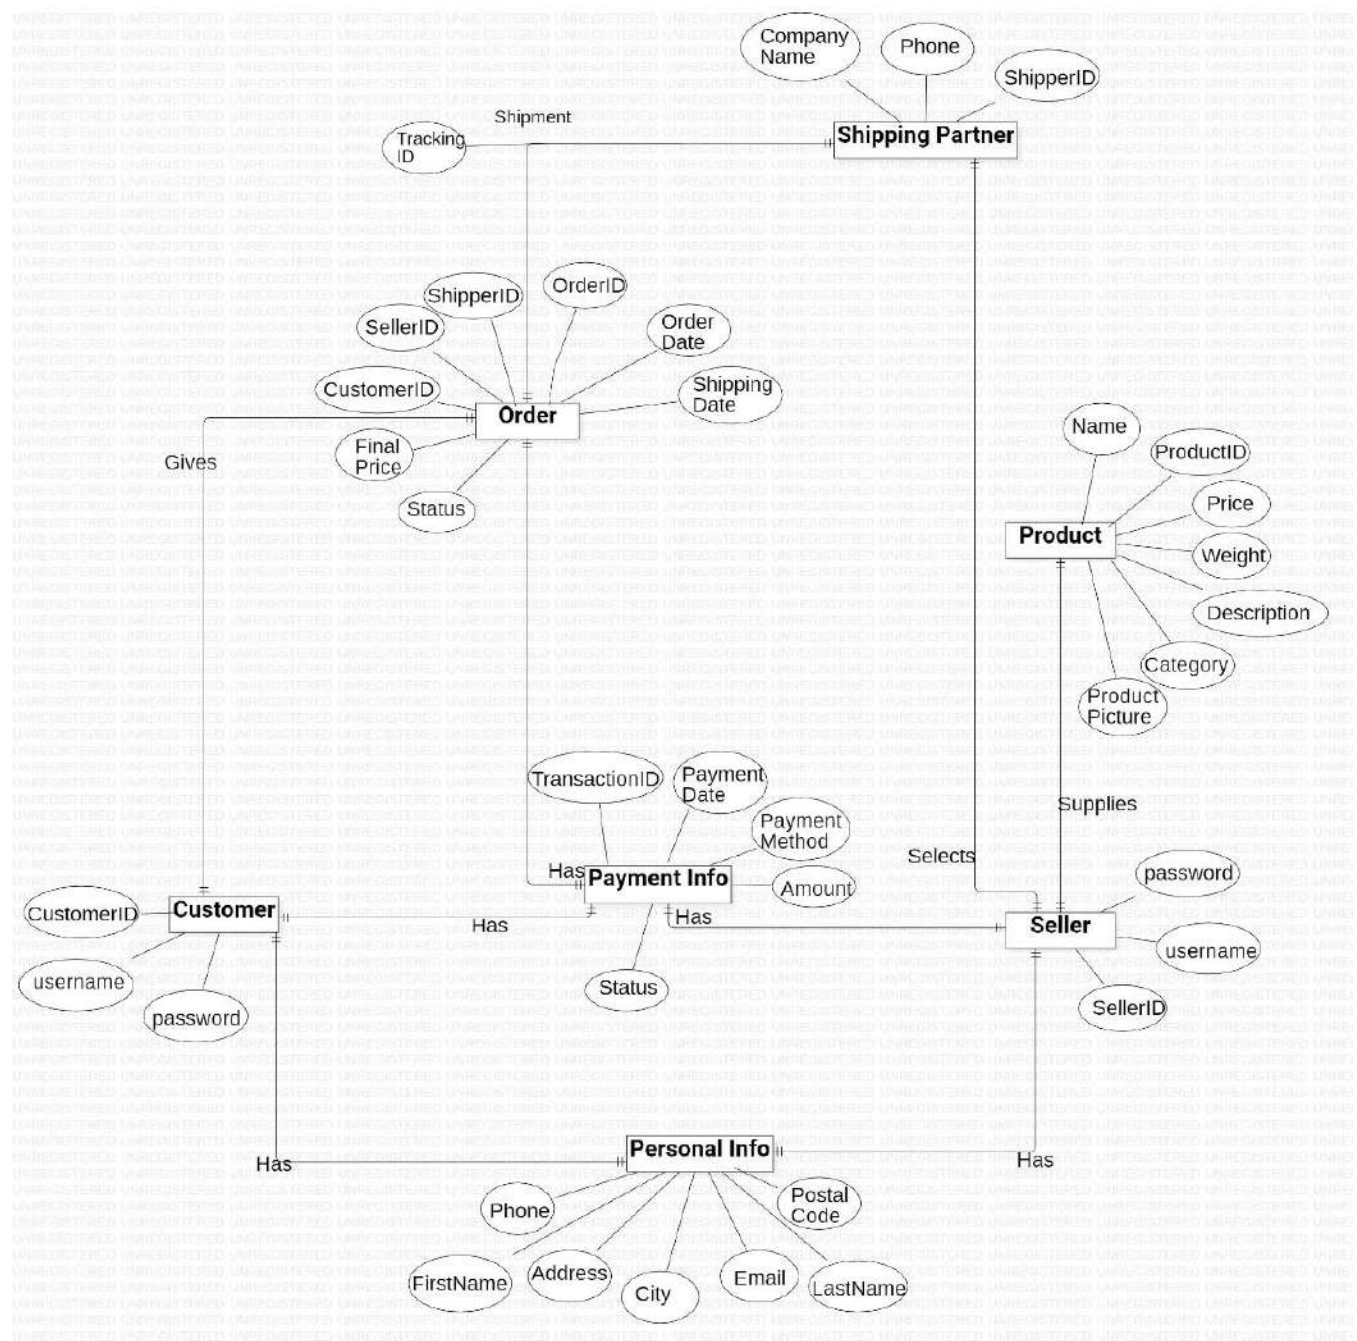 Company
Name
Phone
ShipperID
Shipment
Shipping Partner
Tracking
ID
ShipperID
OrderID
SellerID
Order
Date
CustomerID
Shipping
Date
Order
Final
Price
Gives
Status
Name
ProductID
Price
Product
Weight
Description
Category
Product
Picture
TransactionID
Payment
Date
Supplies
Payment
Method
Selects
Has
Payment Info
Amount
password
CustomerID
Customer
Has
Has
Seller
username
username
Status
SellerID
password
Personal Info
Has
Has
Phone
Postal
Code
FirstName
Address
City
Email
LastName
UNREGISTERED